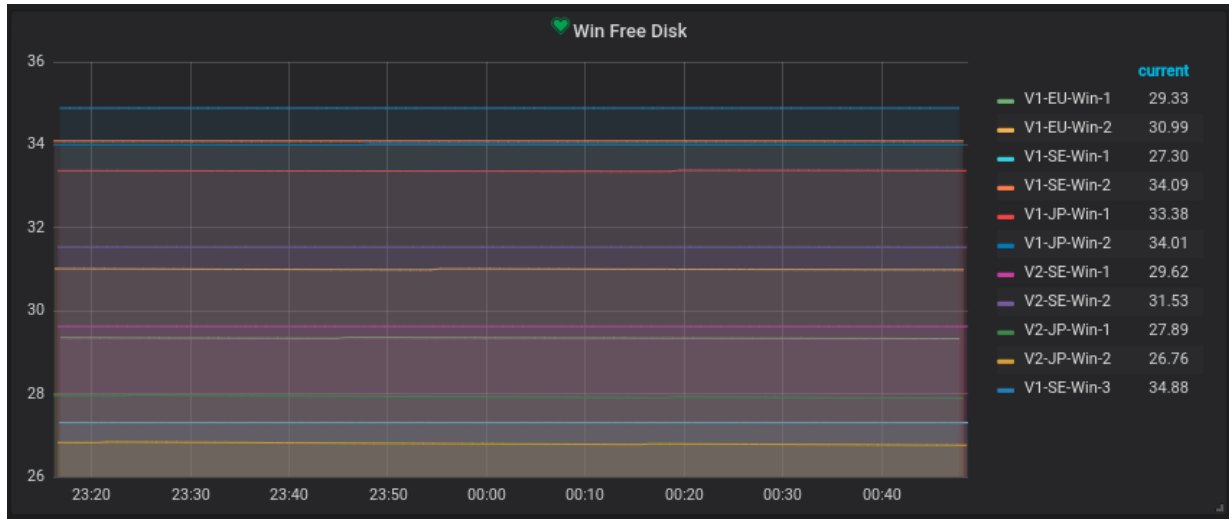 Win Free Disk
36
34
32
30
28
26
23:20 23:30 23:40 23:50 00:00 00:10 00:20 00:30 00:40
current
V1-EU-Win-1 29.33
V1-EU-Win-2 30.99
V1-SE-Win-1 27.30
V1-SE-Win-2 34.09
V1-JP-Win-1 33.38
V1-JP-Win-2 34.01
V2-SE-Win-1 29.62
V2-SE-Win-2 31.53
V2-JP-Win-1 27.89
V2-JP-Win-2 26.76
V1-SE-Win-3 34.88